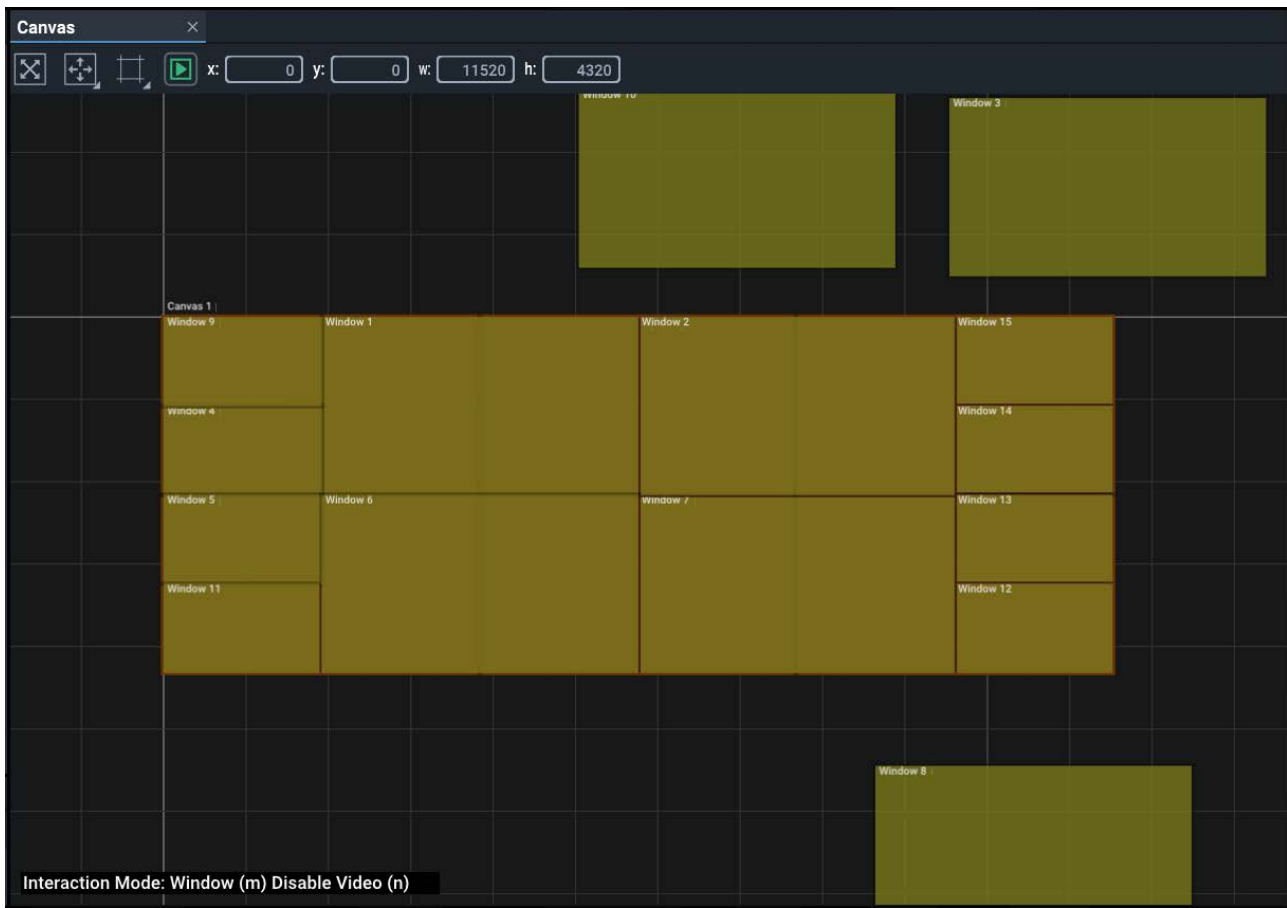 Canvas ×
x: 0 y: 0 w: 11520 h: 4320
Window 10
Window 3
Canvas 1
Window 9 Window 1 Window 2 Window 15
Window 4 Window 14
Window 5 Window 6 Window 7 Window 13
Window 11 Window 12
Window 8
Interaction Mode: Window (m) Disable Video (n)